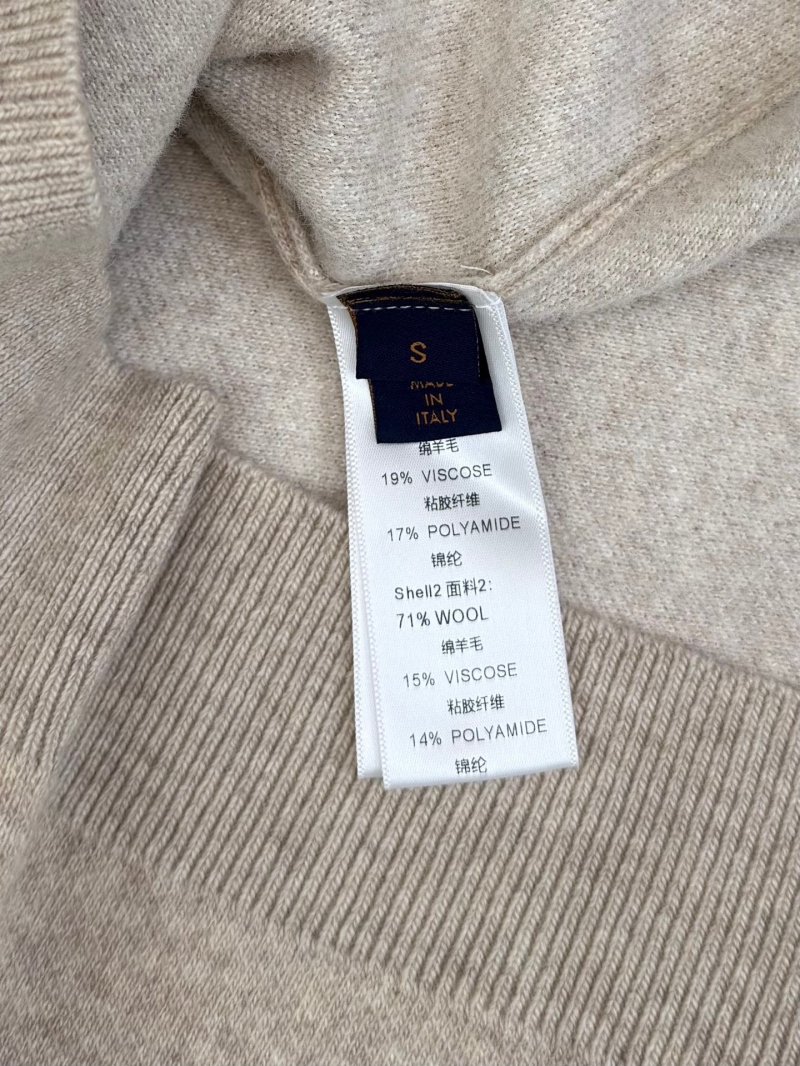 S
MADE
IN
ITALY
绵羊毛
19% VISCOSE
粘胶纤维
17% POLYAMIDE
锦纶
Shell2 面料2:
71% WOOL
绵羊毛
15% VISCOSE
粘胶纤维
14% POLYAMIDE
锦纶